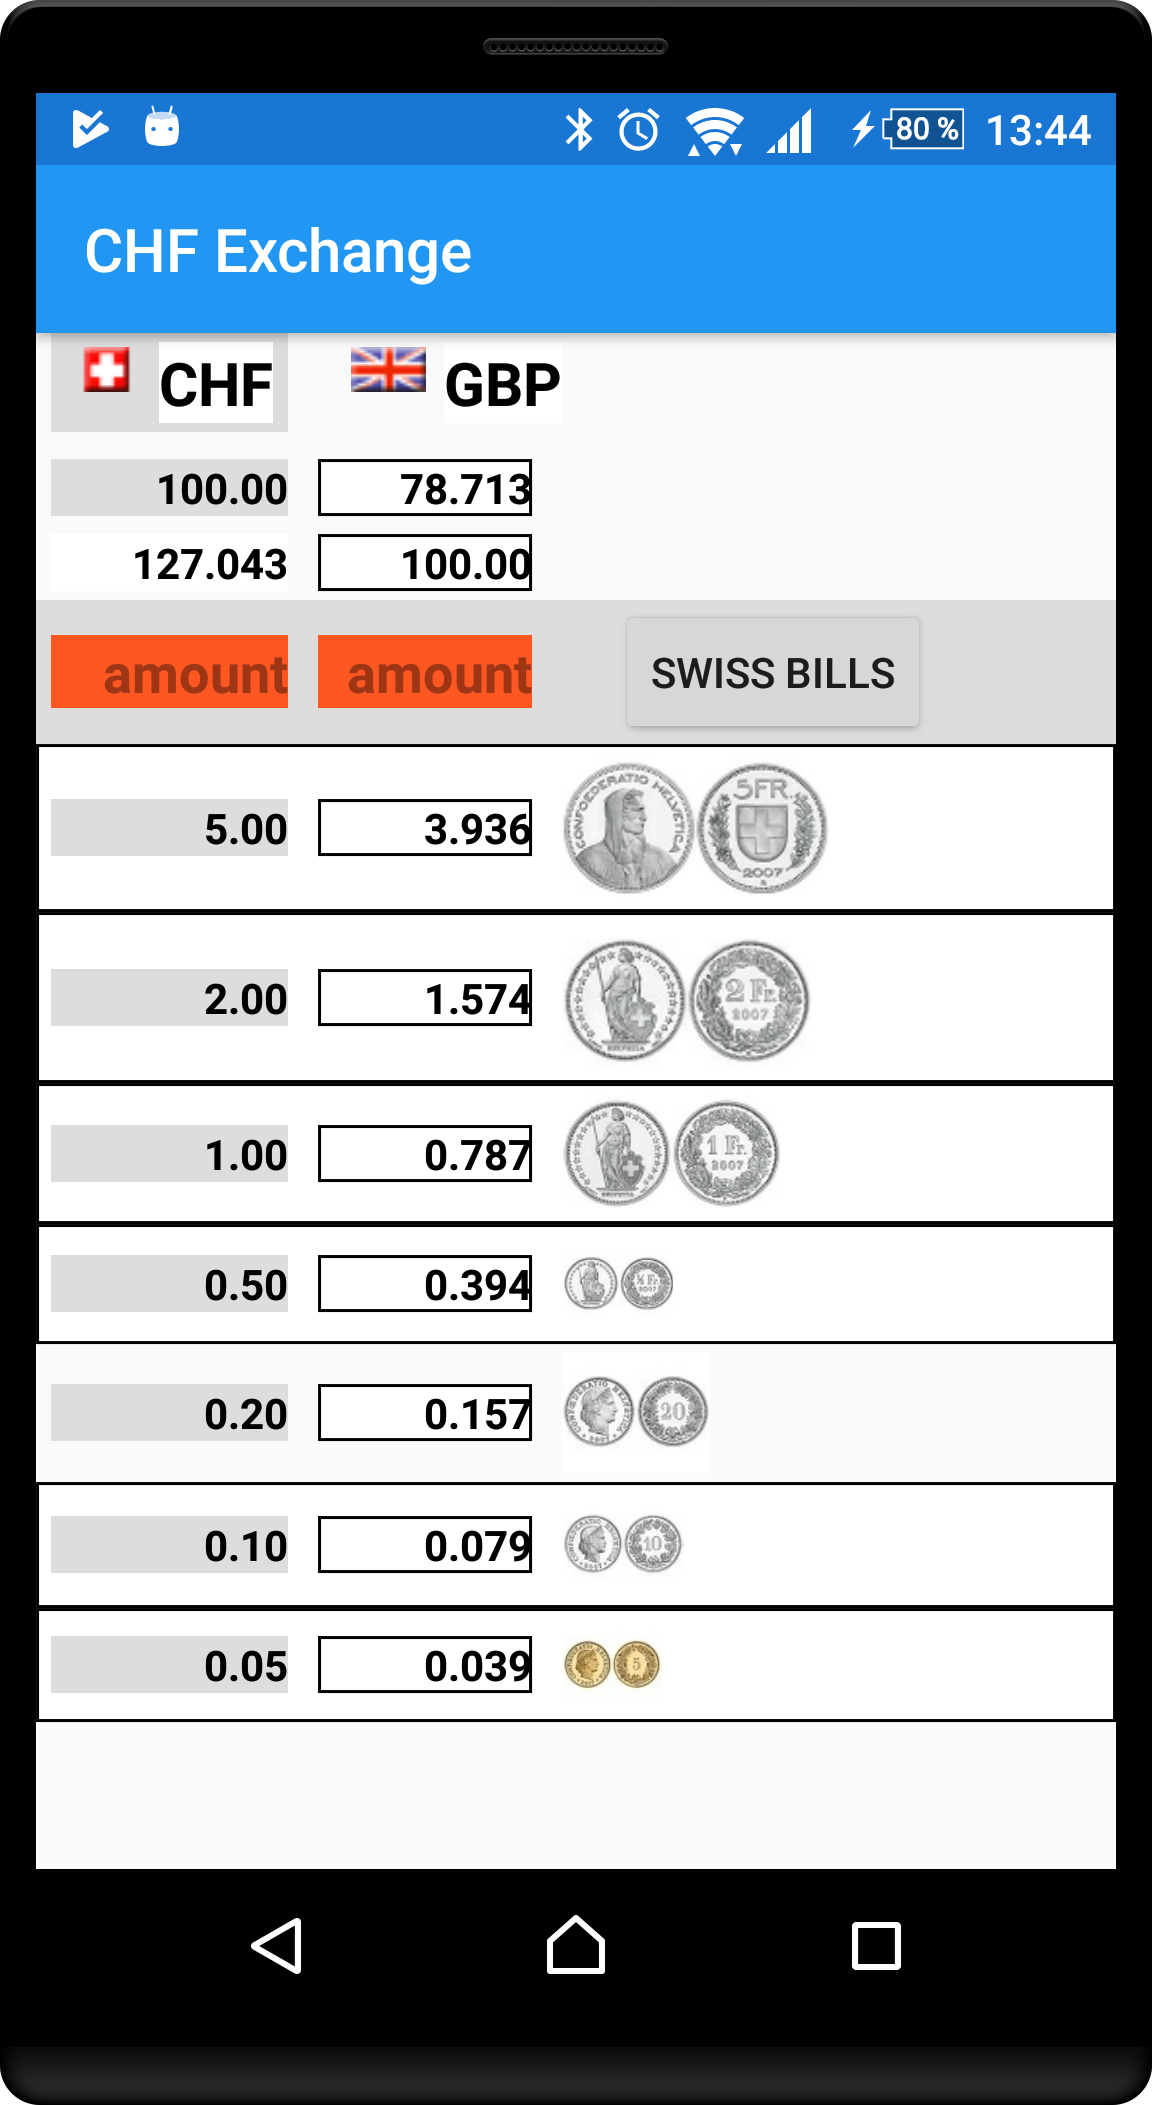 80 % 13:44
CHF Exchange
CHF GBP
100.00 78.713
127.043 100.00
amount amount SWISS BILLS
5.00 3.936 CONFOEDERATIO HELVETICA 5FR. 2007
2.00 1.574 HELVETIA 2 Fr. 2007
1.00 0.787 HELVETIA 1 Fr. 2007
0.50 0.394 ½ Fr. 2007
0.20 0.157 20
0.10 0.079 10
0.05 0.039 5